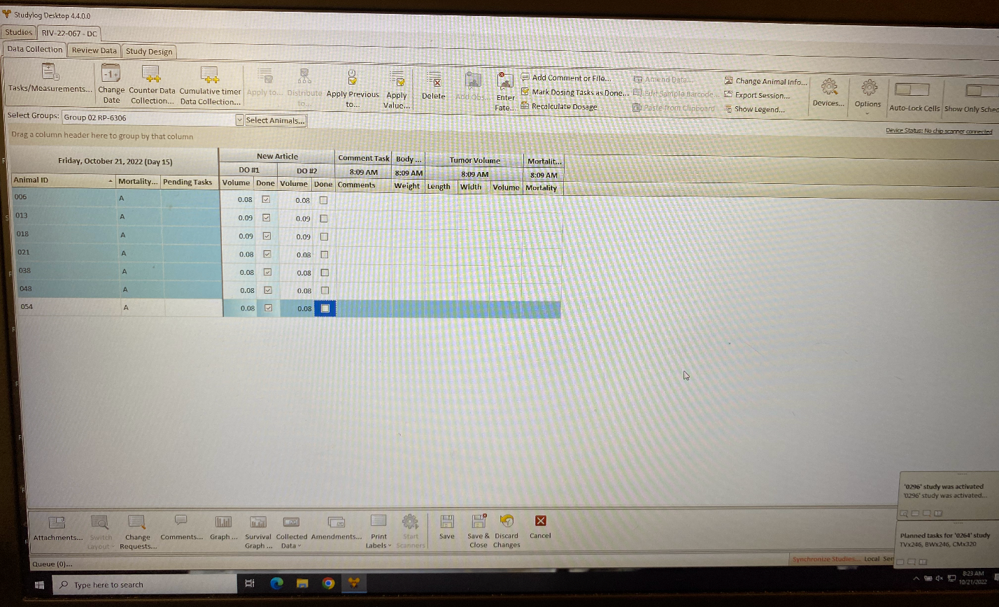 Studylog Desktop 4.4.0.0
Studies RIV-22-067 - DC
Data Collection Review Data Study Design
Tasks/Measurements...
Change Date
Counter Data Collection...
Cumulative timer Data Collection...
Apply to...
Distribute to...
Apply Previous to...
Apply Value...
Delete
Add Obs...
Enter Fate...
Add Comment or File...
Mark Dosing Tasks as Done...
Recalculate Dosage
Amend Data...
Edit Sample Barcode...
Paste from Clipboard
Change Animal Info...
Export Session...
Show Legend...
Devices...
Options
Auto-Lock Cells
Show Only Sched
Select Groups: Group 02 RP-6306 Select Animals...
Device Status: No chip scanner connected
Drag a column header here to group by that column
Friday, October 21, 2022 (Day 15) New Article Comment Task Body ... Tumor Volume Mortalit...
DO #1 DO #2 8:09 AM 8:09 AM 8:09 AM 8:09 AM
Animal ID Mortality... Pending Tasks Volume Done Volume Done Comments Weight Length Width Volume Mortality
006 A 0.08 0.08
013 A 0.09 0.09
018 A 0.09 0.09
021 A 0.08 0.08
038 A 0.08 0.08
048 A 0.08 0.08
054 A 0.08 0.08
'0296' study was activated
'0296' study was activated...
Planned tasks for '0264' study
TVx246, BWx246, CMx320
Attachments...
Switch Layout
Change Requests...
Comments...
Graph ...
Survival Graph ...
Collected Data
Amendments...
Print Labels
Start Scanners
Save
Save & Close
Discard Changes
Cancel
Synchronize Studies... Local Ser
Queue (0)...
Type here to search
8:23 AM
10/21/2022